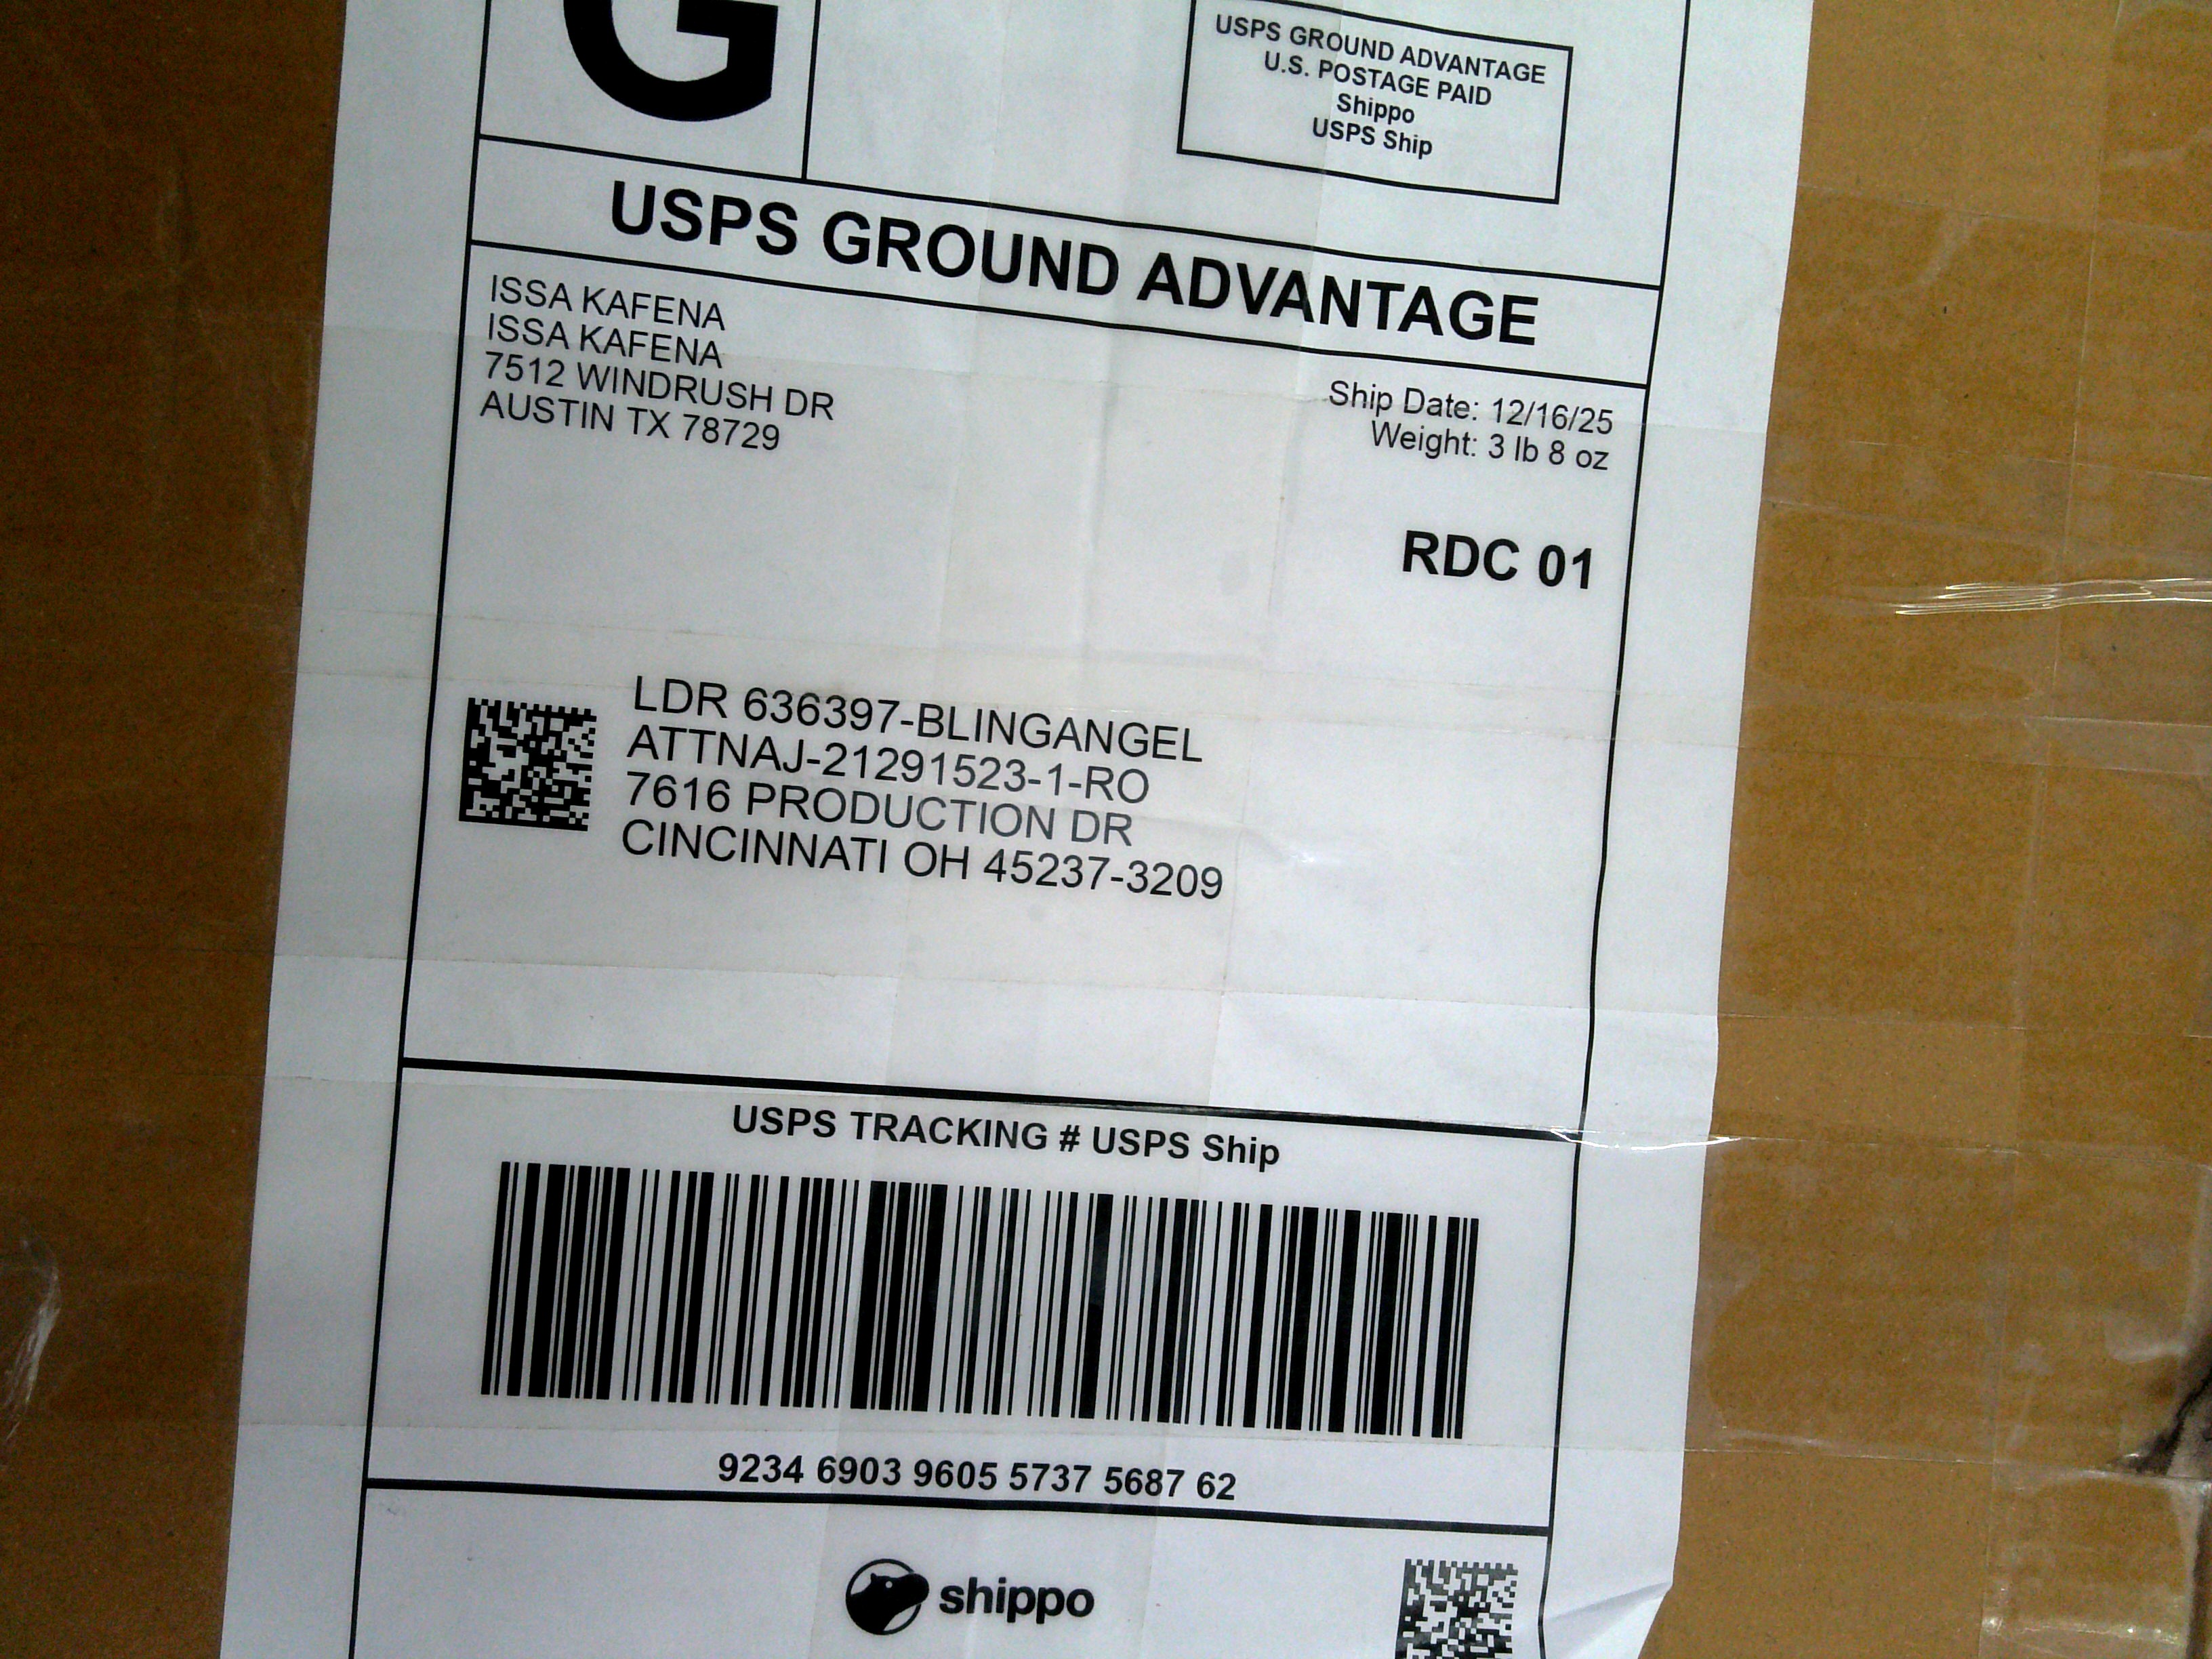 G
USPS GROUND ADVANTAGE
U.S. POSTAGE PAID
Shippo
USPS Ship
USPS GROUND ADVANTAGE
ISSA KAFENA
ISSA KAFENA
7512 WINDRUSH DR
AUSTIN TX 78729
Ship Date: 12/16/25
Weight: 3 lb 8 oz
RDC 01
LDR 636397-BLINGANGEL
ATTNAJ-21291523-1-RO
7616 PRODUCTION DR
CINCINNATI OH 45237-3209
USPS TRACKING # USPS Ship
9234 6903 9605 5737 5687 62
shippo